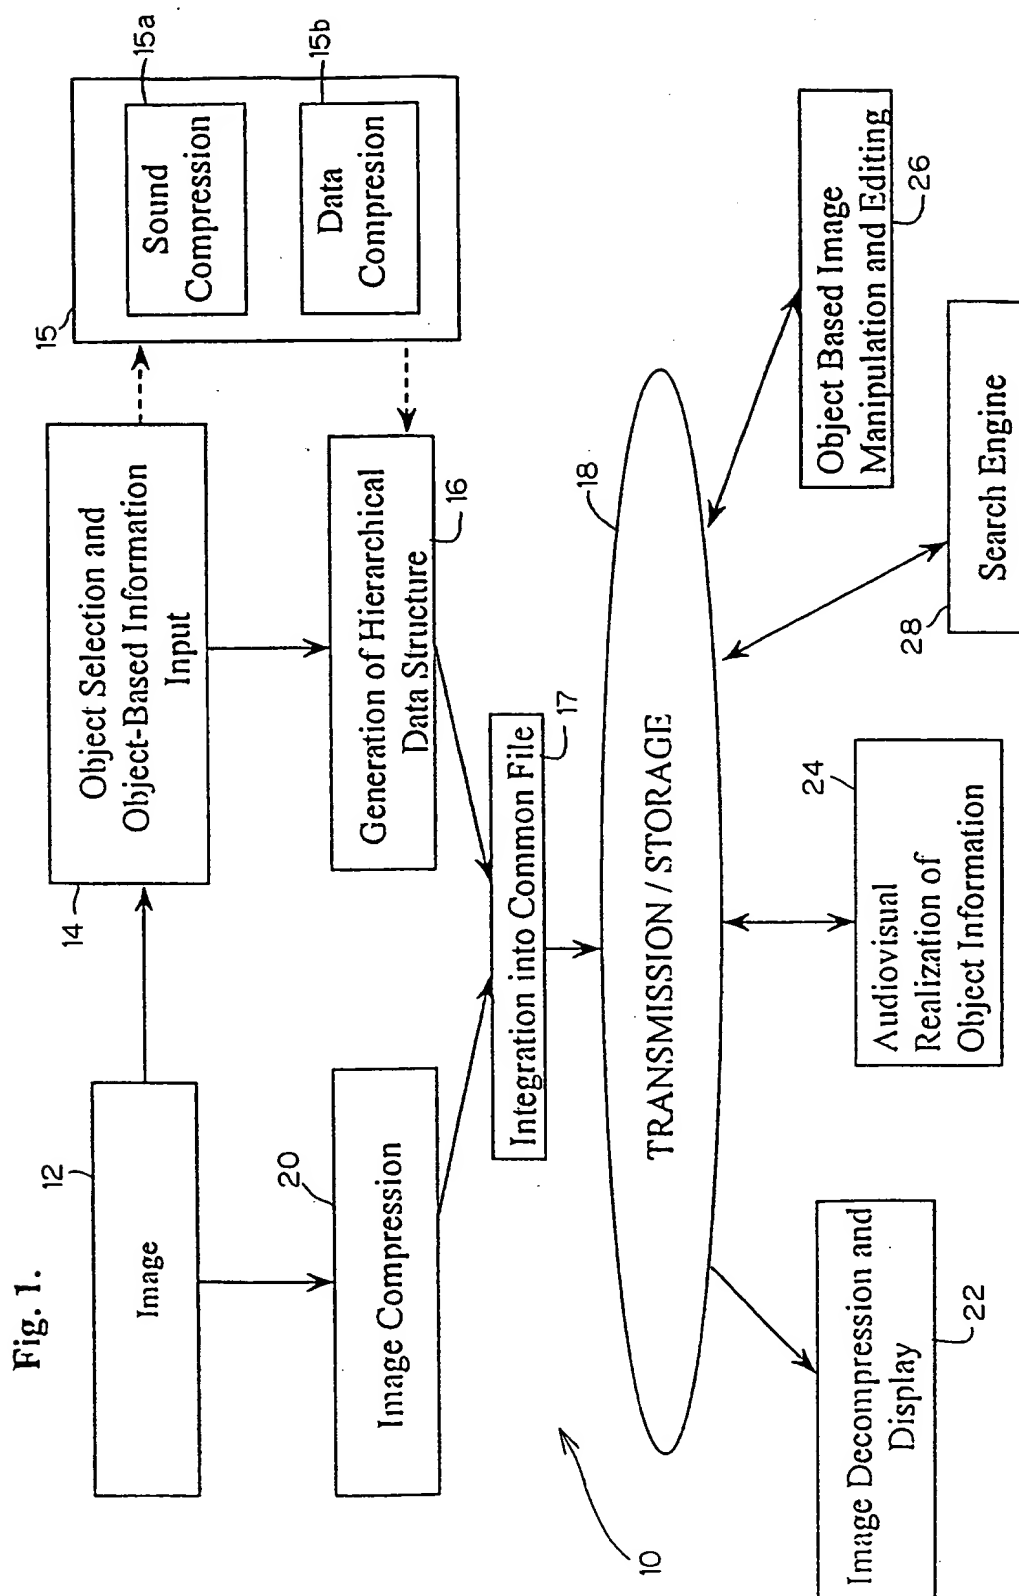 Fig. 1.
12
Image
14
Object Selection and
Object-Based Information
Input
15
15a
Sound
Compression
15b
Data
Compresion
20
Image Compression
Generation of Hierarchical
Data Structure
16
Integration into Common File
17
10
18
TRANSMISSION / STORAGE
Image Decompression and
Display
22
24
Audiovisual
Realization of
Object Information
28
Search Engine
Object Based Image
Manipulation and Editing
26